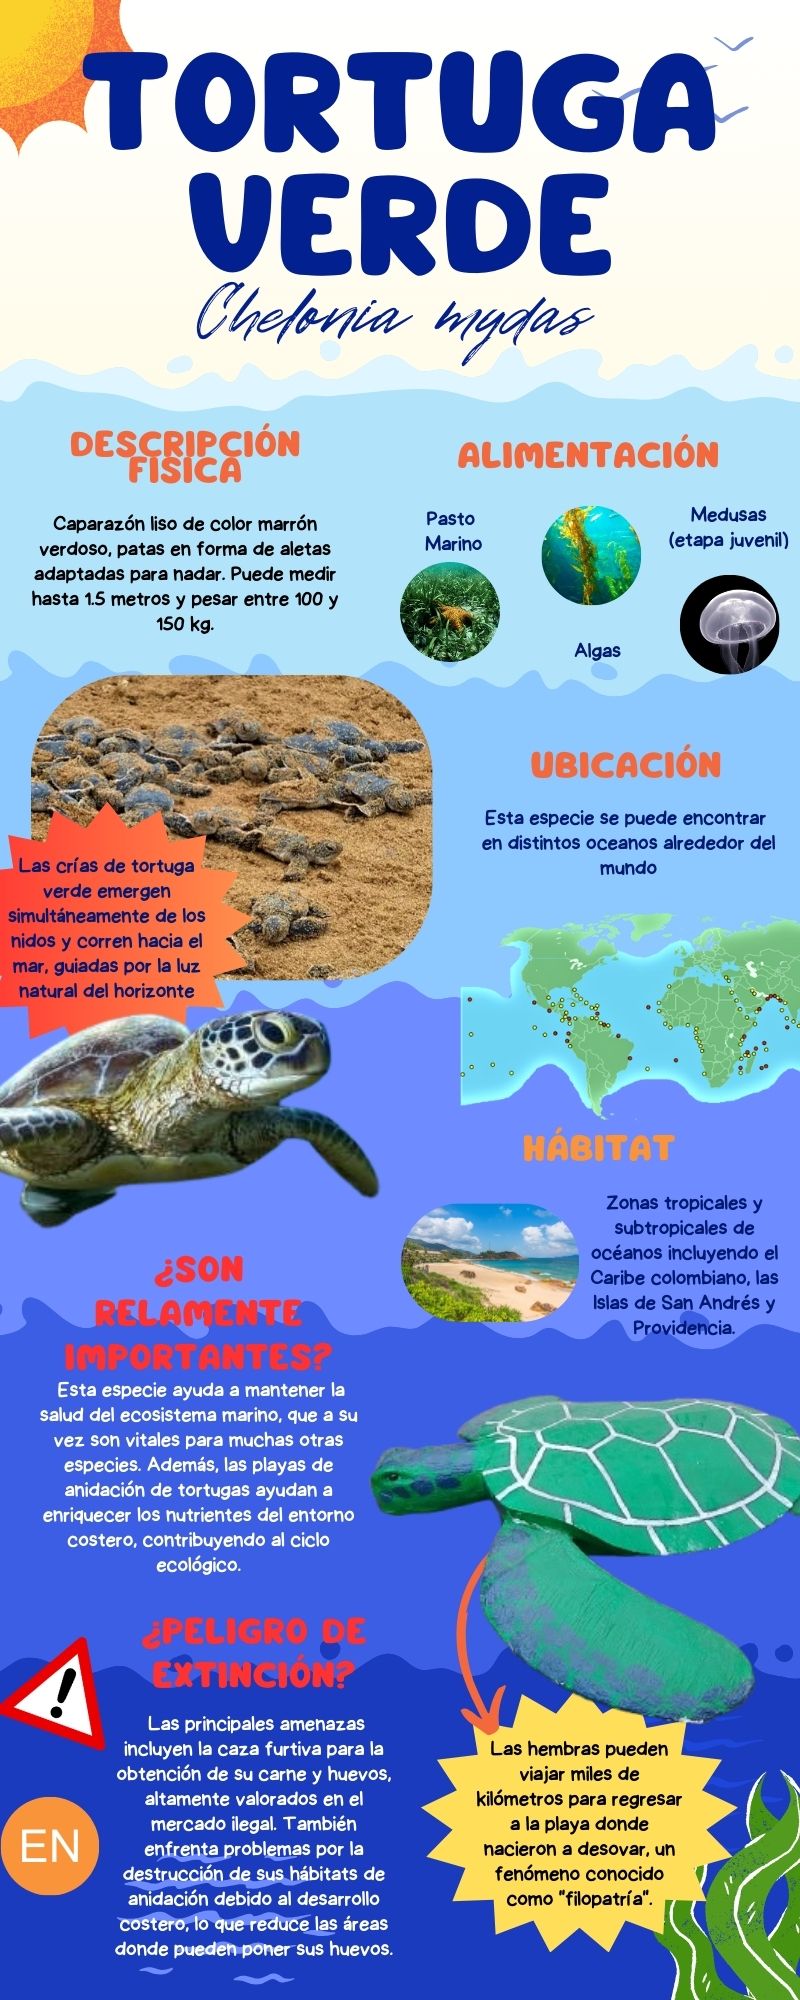 TORTUGA
VERDE
Chelonia mydas
DESCRIPCIÓN
FÍSICA
Caparazón liso de color marrón
verdoso, patas en forma de aletas
adaptadas para nadar. Puede medir
hasta 1.5 metros y pesar entre 100 y
150 kg.
ALIMENTACIÓN
Pasto
Marino
Algas
Medusas
(etapa juvenil)
Las crías de tortuga
verde emergen
simultáneamente de los
nidos y corren hacia el
mar, guiadas por la luz
natural del horizonte
UBICACIÓN
Esta especie se puede encontrar
en distintos oceanos alrededor del
mundo
HÁBITAT
Zonas tropicales y
subtropicales de
océanos incluyendo el
Caribe colombiano, las
Islas de San Andrés y
Providencia.
¿SON
RELAMENTE
IMPORTANTES?
Esta especie ayuda a mantener la
salud del ecosistema marino, que a su
vez son vitales para muchas otras
especies. Además, las playas de
anidación de tortugas ayudan a
enriquecer los nutrientes del entorno
costero, contribuyendo al ciclo
ecológico.
¿PELIGRO DE
EXTINCIÓN?
!
EN
Las principales amenazas
incluyen la caza furtiva para la
obtención de su carne y huevos,
altamente valorados en el
mercado ilegal. También
enfrenta problemas por la
destrucción de sus hábitats de
anidación debido al desarrollo
costero, lo que reduce las áreas
donde pueden poner sus huevos.
Las hembras pueden
viajar miles de
kilómetros para regresar
a la playa donde
nacieron a desovar, un
fenómeno conocido
como "filopatría".